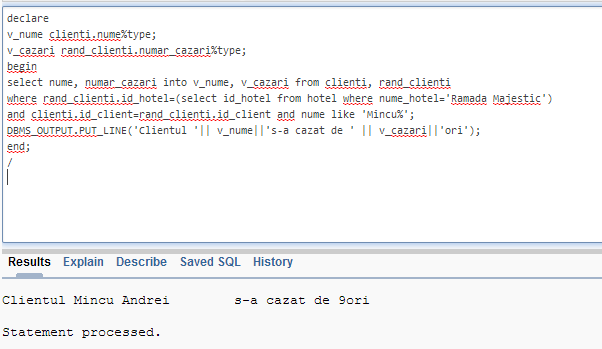 declare
v_nume clienti.nume%type;
v_cazari rand_clienti.numar_cazari%type;
begin
select nume, numar_cazari into v_nume, v_cazari from clienti, rand_clienti
where rand_clienti.id_hotel=(select id_hotel from hotel where nume_hotel='Ramada Majestic')
and clienti.id_client=rand_clienti.id_client and nume like 'Mincu%';
DBMS_OUTPUT.PUT_LINE('Clientul '|| v_nume||'s-a cazat de ' || v_cazari||'ori');
end;
/
Results Explain Describe Saved SQL History
Clientul Mincu Andrei        s-a cazat de 9ori
Statement processed.